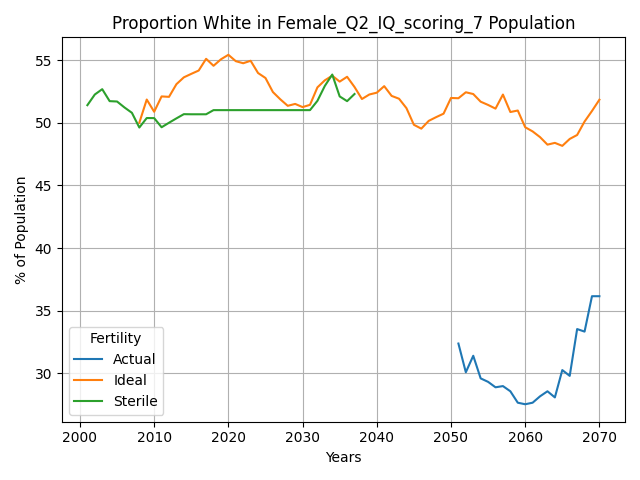 Proportion White in Female_Q2_IQ_scoring_7 Population
% of Population
55
50
45
40
35
30
Fertility
Actual
Ideal
Sterile
2000 2010 2020 2030 2040 2050 2060 2070
Years